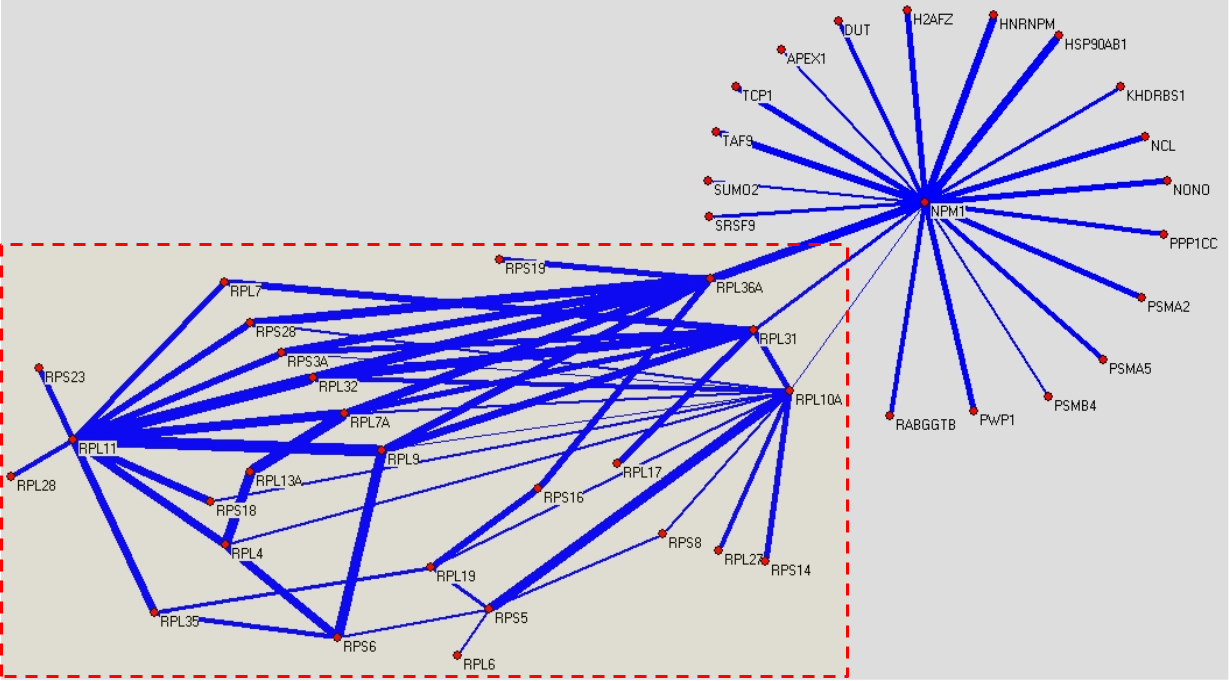 H2AFZ
HNRNPM
DUT
HSP90AB1
APEX1
KHDRBS1
TCP1
TAF9
NCL
SUMO2
NONO
NPM1
SRSF9
PPP1CC
RPS19
RPL36A
RPL7
PSMA2
RPS28
RPL31
RPS3A
PSMA5
RPS23
RPL32
RPL10A
PSMB4
RPL7A
PWP1
RABGGTB
RPL11
RPL9
RPL17
RPL13A
RPL28
RPS16
RPS18
RPS8
RPL4
RPL27
RPS14
RPL19
RPS5
RPL35
RPS6
RPL6